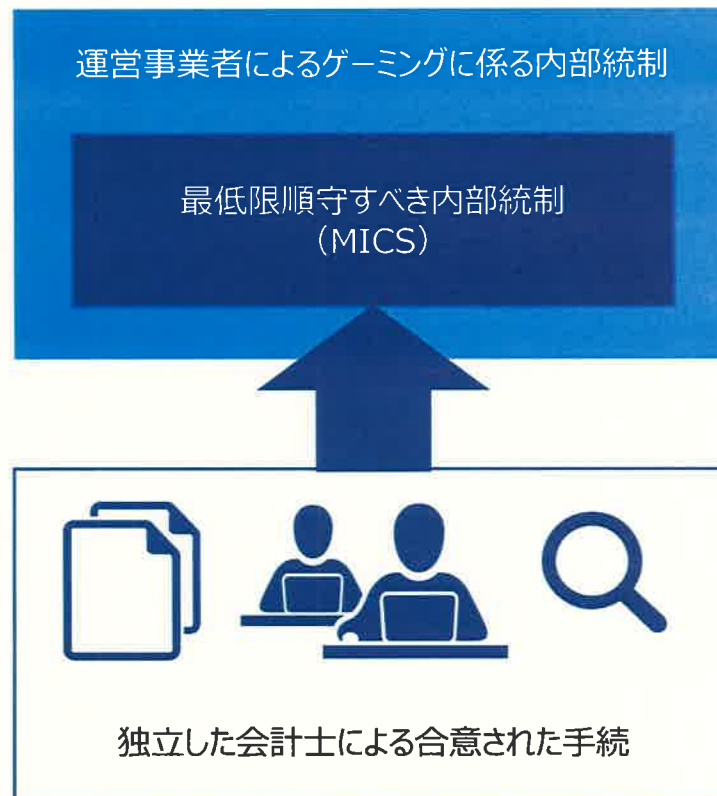 運営事業者によるゲーミングに係る内部統制
最低限順守すべき内部統制
（MICS）
独立した会計士による合意された手続